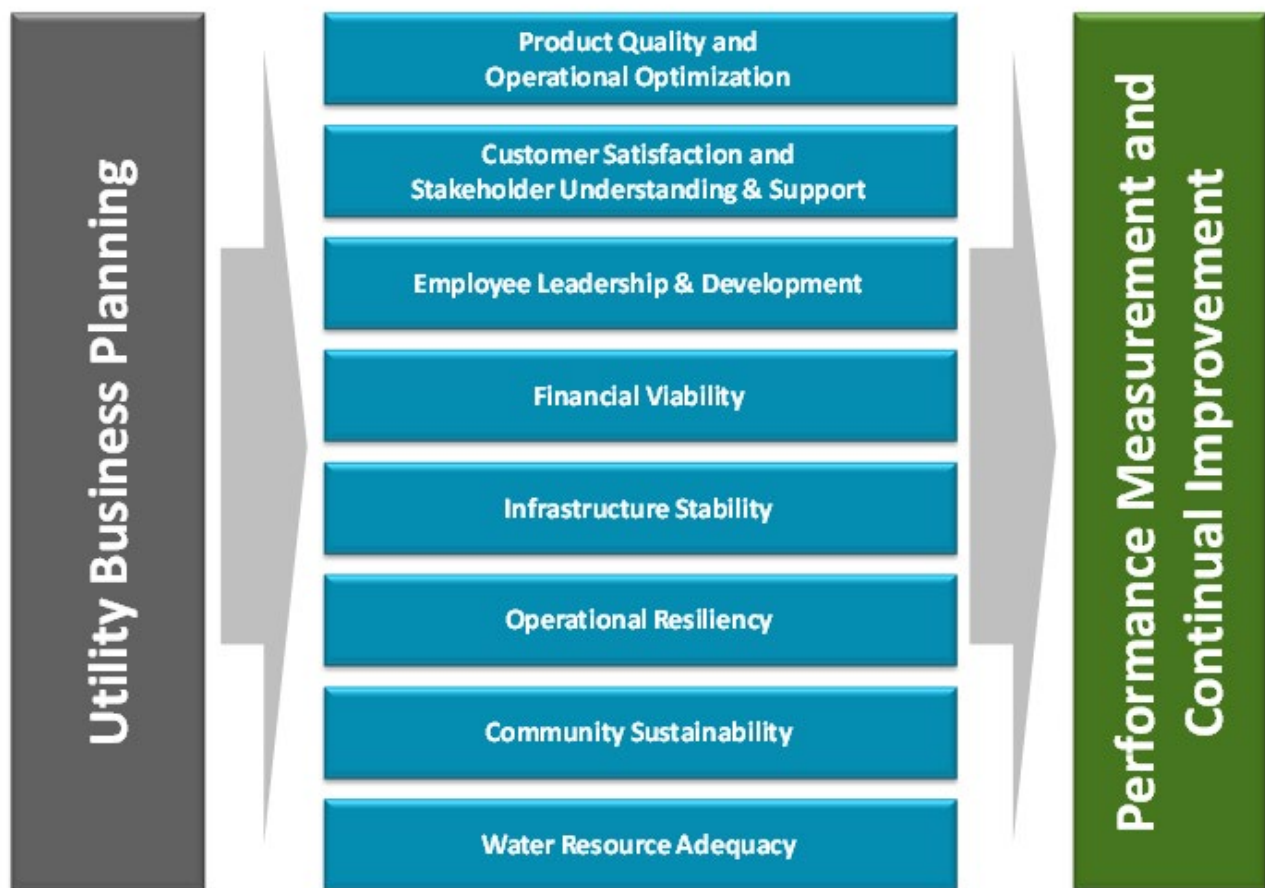 Utility Business Planning
Product Quality and
Operational Optimization
Customer Satisfaction and
Stakeholder Understanding & Support
Employee Leadership & Development
Financial Viability
Infrastructure Stability
Operational Resiliency
Community Sustainability
Water Resource Adequacy
Performance Measurement and
Continual Improvement